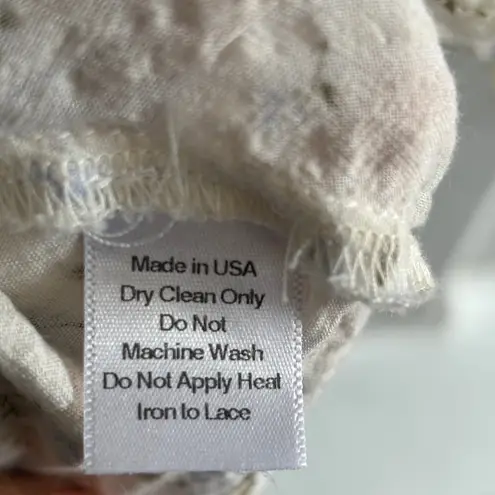 Made in USA
Dry Clean Only
Do Not
Machine Wash
Do Not Apply Heat
Iron to Lace